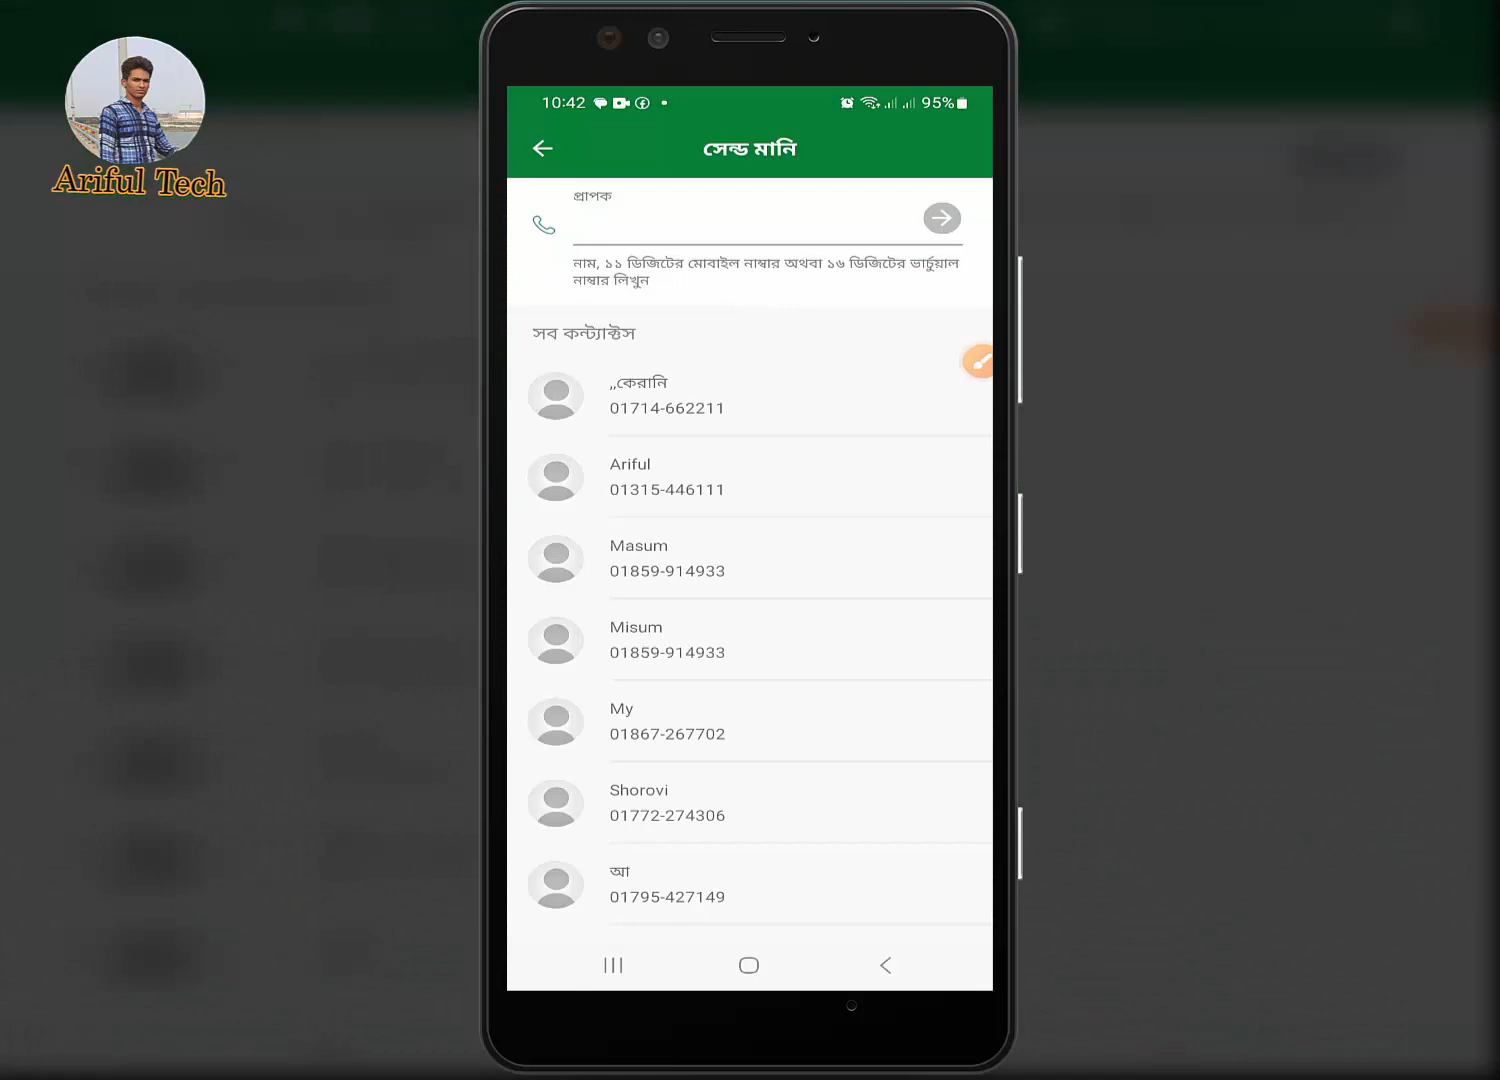 Ariful Tech
10:42
95%
সেন্ড মানি
প্রাপক
নাম, ১১ ডিজিটের মোবাইল নাম্বার অথবা ১৬ ডিজিটের ভার্চুয়াল
নাম্বার লিখুন
সব কন্ট্যাক্টস
,,কেরানি
01714-662211
Ariful
01315-446111
Masum
01859-914933
Misum
01859-914933
My
01867-267702
Shorovi
01772-274306
আ
01795-427149